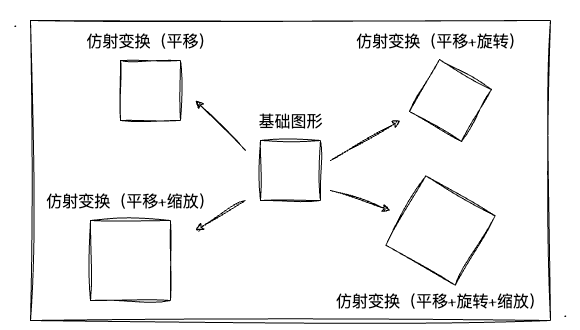 仿射变换（平移）
仿射变换（平移+旋转）
基础图形
仿射变换（平移+缩放）
仿射变换（平移+旋转+缩放）